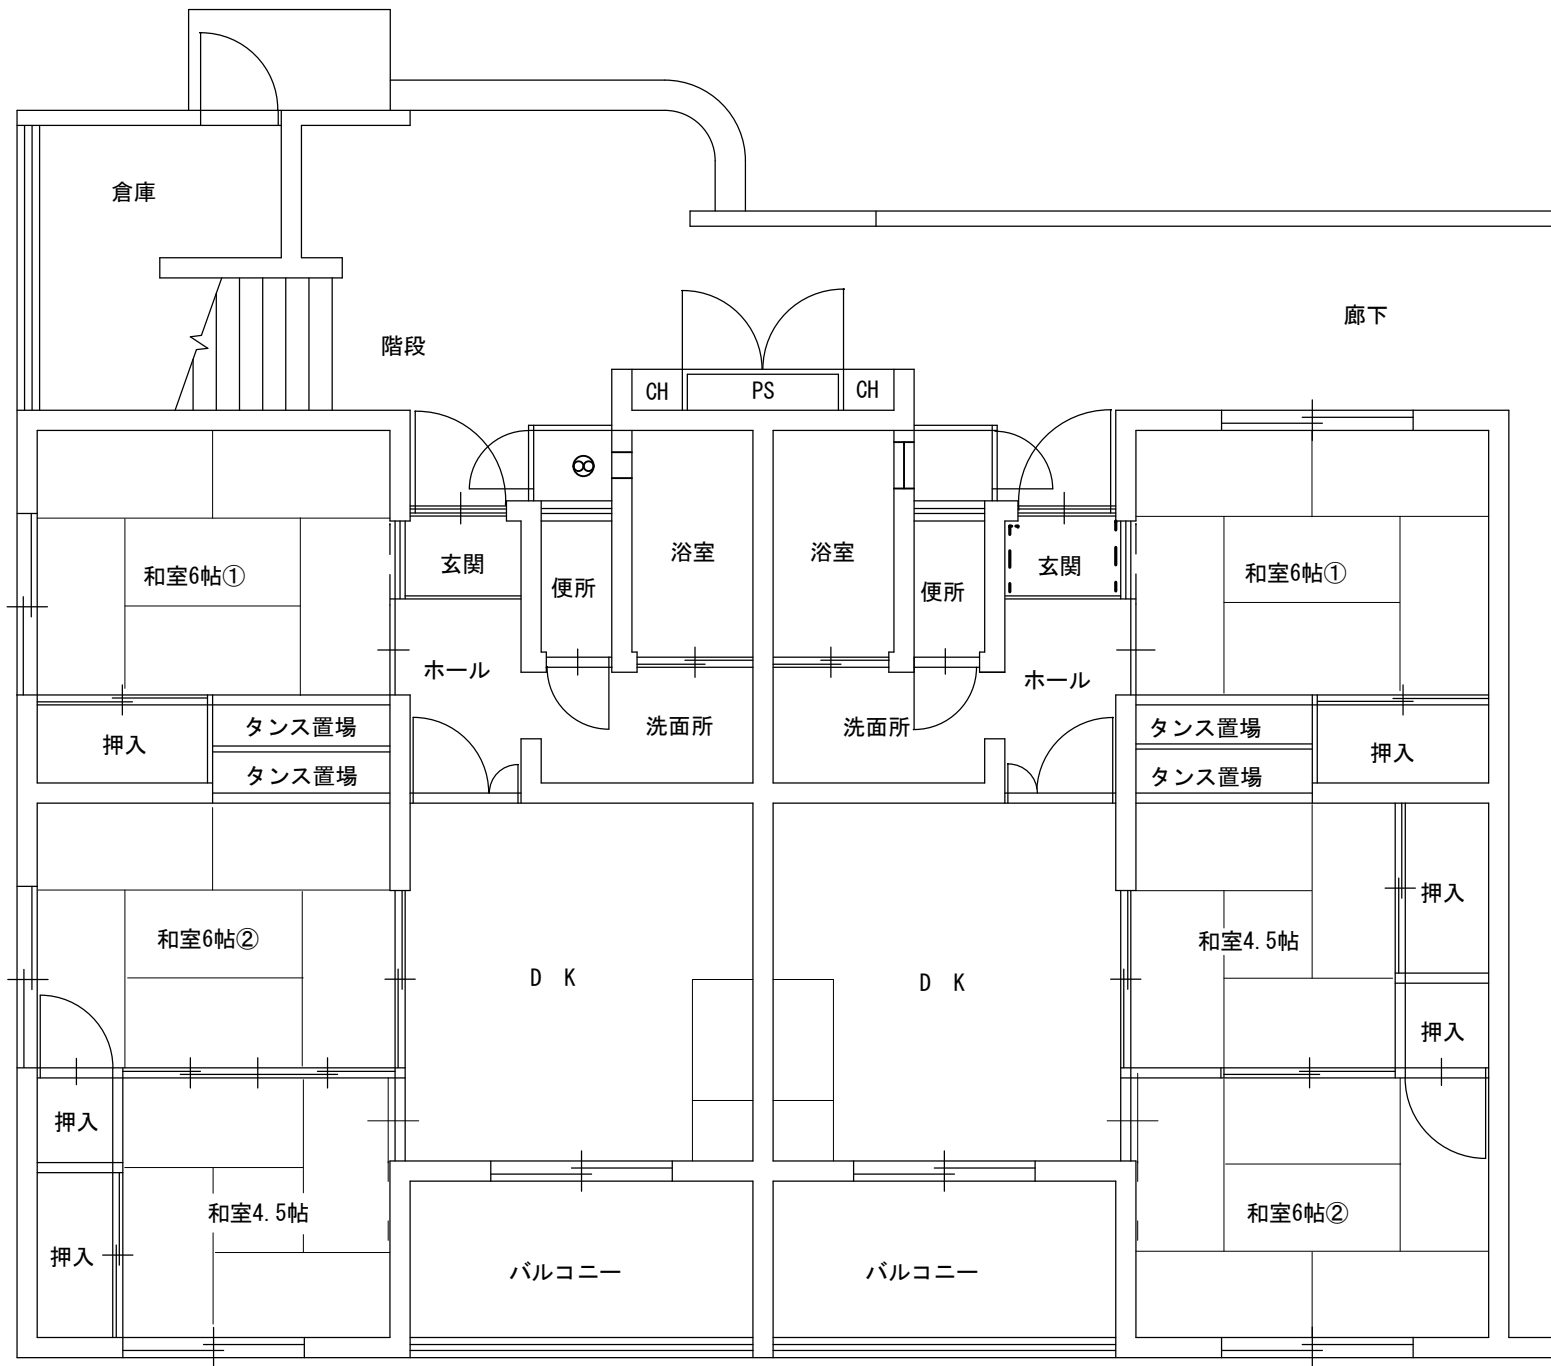 倉庫
廊下
階段
CH
PS
CH
浴室
浴室
玄関
玄関
和室6帖①
便所
便所
和室6帖①
ホール
ホール
押入
タンス置場
洗面所
洗面所
タンス置場
押入
タンス置場
タンス置場
和室6帖②
D K
D K
和室4.5帖
押入
押入
押入
和室4.5帖
和室6帖②
押入
バルコニー
バルコニー